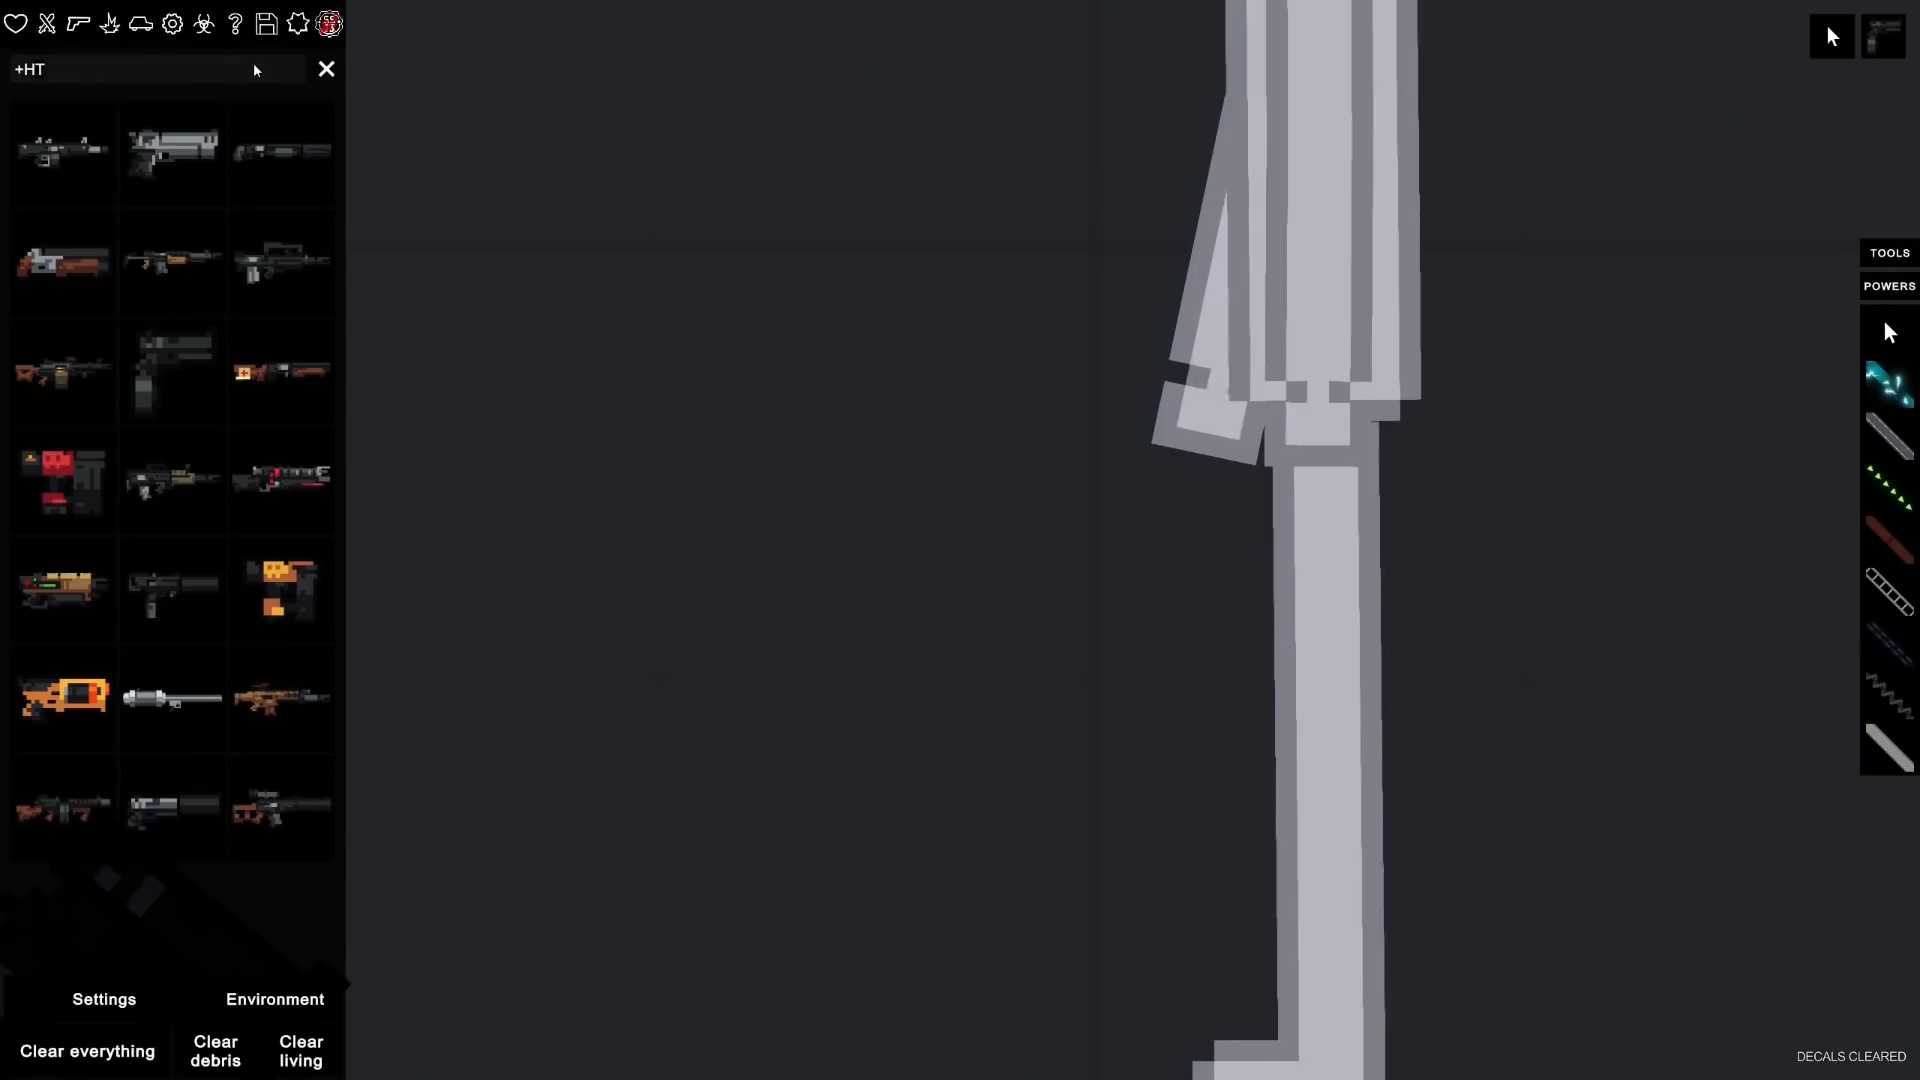 +HT
TOOLS
POWERS
Settings
Environment
Clear everything
Clear
debris
Clear
living
DECALS CLEARED